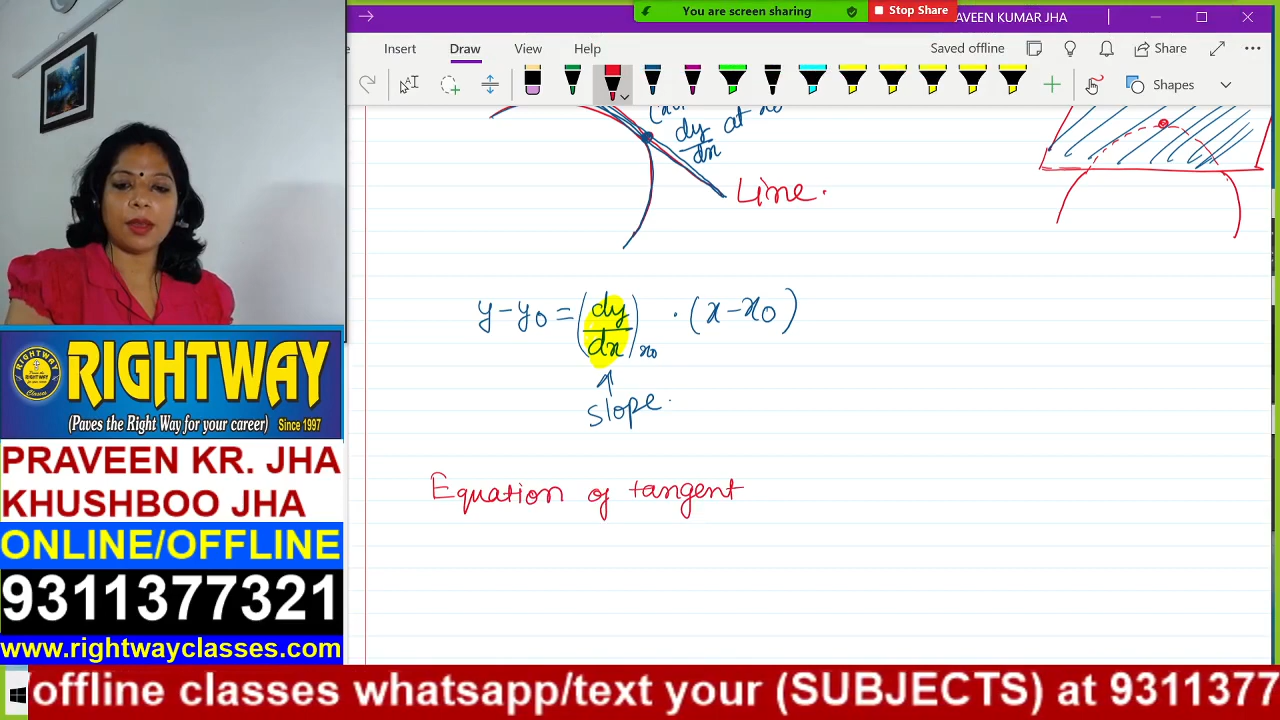 You are screen sharing
Stop Share
AVEEN KUMAR JHA
Insert
Draw
View
Help
Saved offline
Share
Shapes
dy/dx at x0
Line.
y - y0 = (dy/dx)x0 · (x - x0)
slope.
Equation of tangent
RIGHTWAY
(Paves the Right Way for your career)
Since 1997
PRAVEEN KR. JHA
KHUSHBOO JHA
ONLINE/OFFLINE
9311377321
www.rightwayclasses.com
/offline classes whatsapp/text your (SUBJECTS) at 9311377